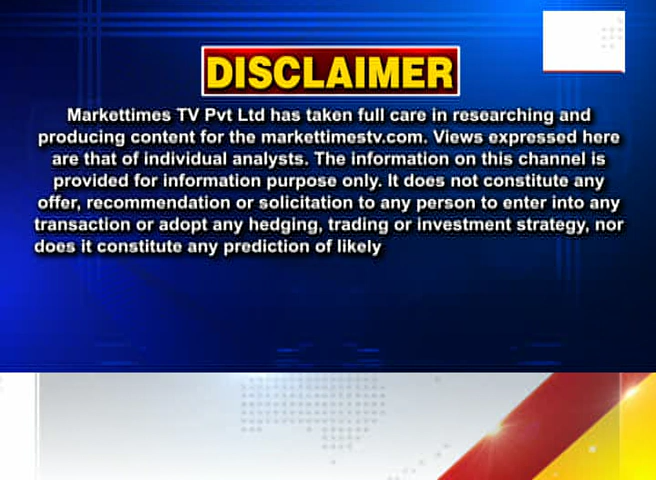 DISCLAIMER
Markettimes TV Pvt Ltd has taken full care in researching and
producing content for the markettimestv.com. Views expressed here
are that of individual analysts. The information on this channel is
provided for information purpose only. It does not constitute any
offer, recommendation or solicitation to any person to enter into any
transaction or adopt any hedging, trading or investment strategy, nor
does it constitute any prediction of likely